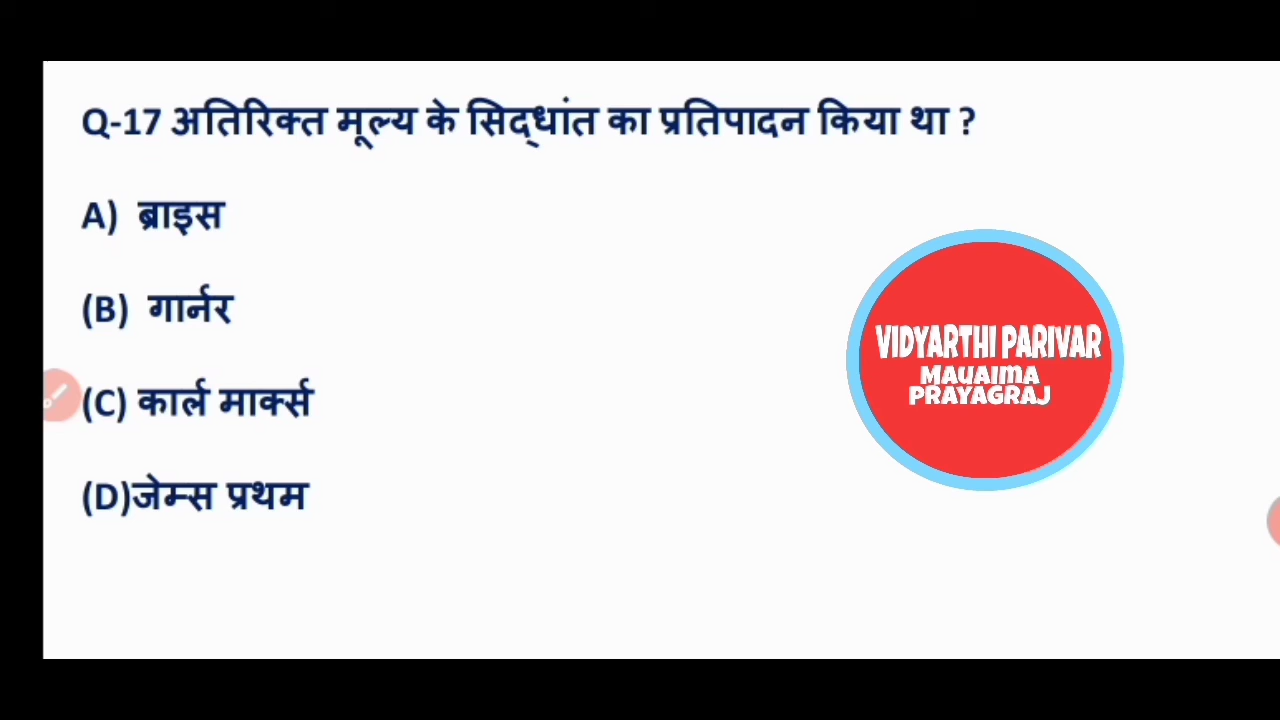 Q-17 अतिरिक्त मूल्य के सिद्धांत का प्रतिपादन किया था ?
A) ब्राइस
(B) गार्नर
(C) कार्ल मार्क्स
(D)जेम्स प्रथम
VIDYARTHI PARIVAR
Mauaima
PRAYAGRAJ